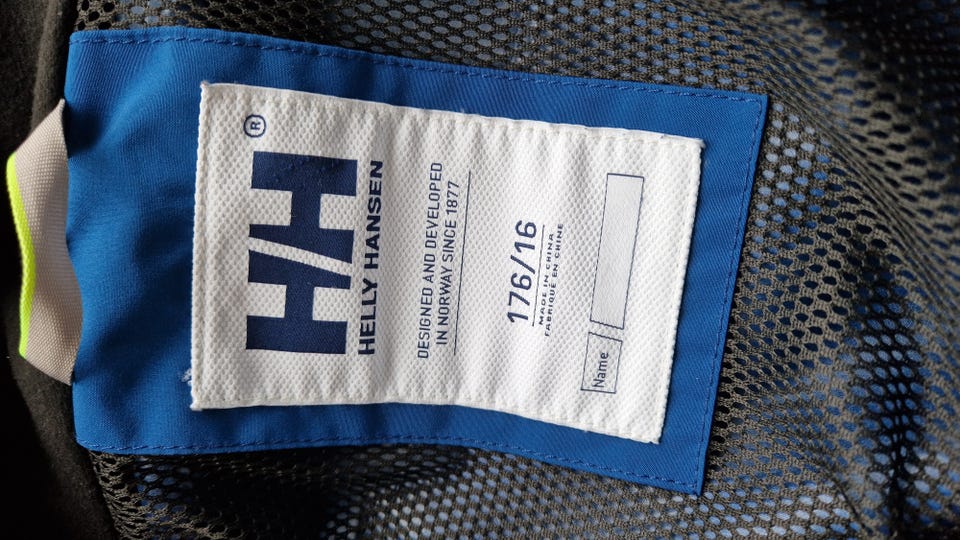 HH®
HELLY HANSEN
DESIGNED AND DEVELOPED
IN NORWAY SINCE 1877
176/16
MADE IN CHINA
FABRIQUÉ EN CHINE
Name